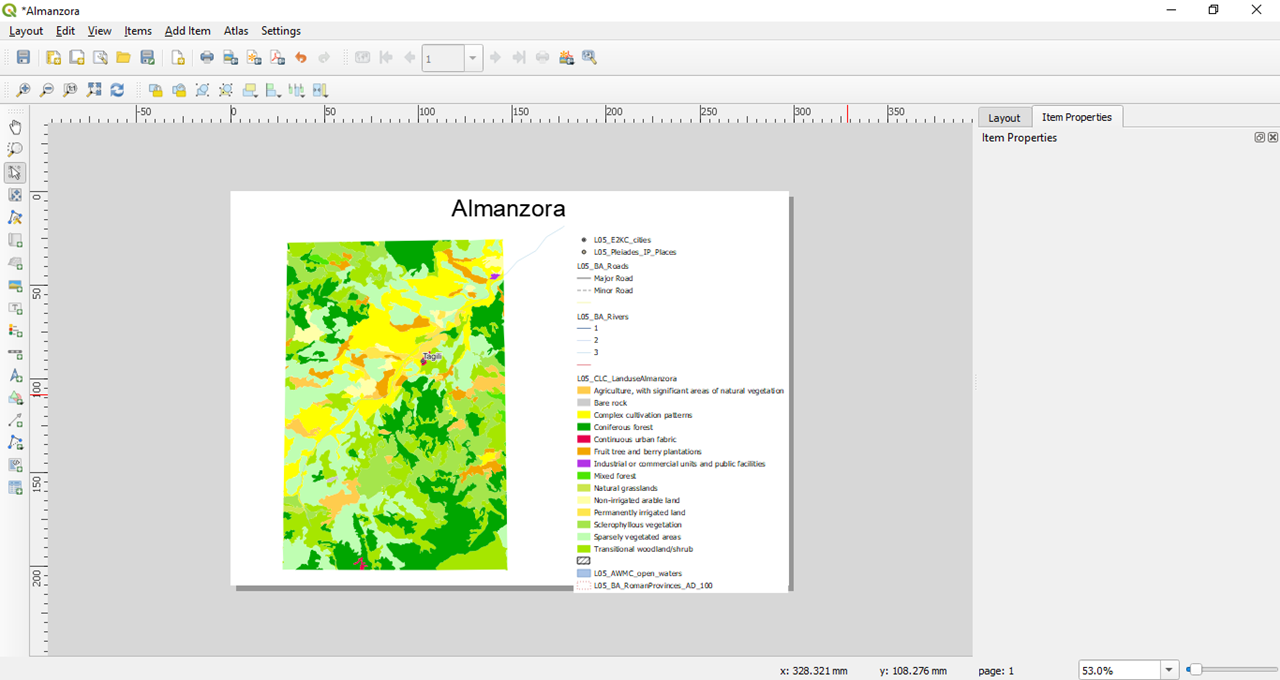 *Almanzora
Layout Edit View Items Add Item Atlas Settings
1
-50 0 50 100 150 200 250 300 350
0
50
100
150
200
Layout
Item Properties
Item Properties
Almanzora
Tagili
L05_E2KC_cities
L05_Pleiades_IP_Places
L05_BA_Roads
Major Road
Minor Road
L05_BA_Rivers
1
2
3
L05_CLC_LanduseAlmanzora
Agriculture, with significant areas of natural vegetation
Bare rock
Complex cultivation patterns
Coniferous forest
Continuous urban fabric
Fruit tree and berry plantations
Industrial or commercial units and public facilities
Mixed forest
Natural grasslands
Non-irrigated arable land
Permanently irrigated land
Sclerophyllous vegetation
Sparsely vegetated areas
Transitional woodland/shrub
L05_AWMC_open_waters
L05_BA_RomanProvinces_AD_100
x: 328.321 mm y: 108.276 mm page: 1 53.0%